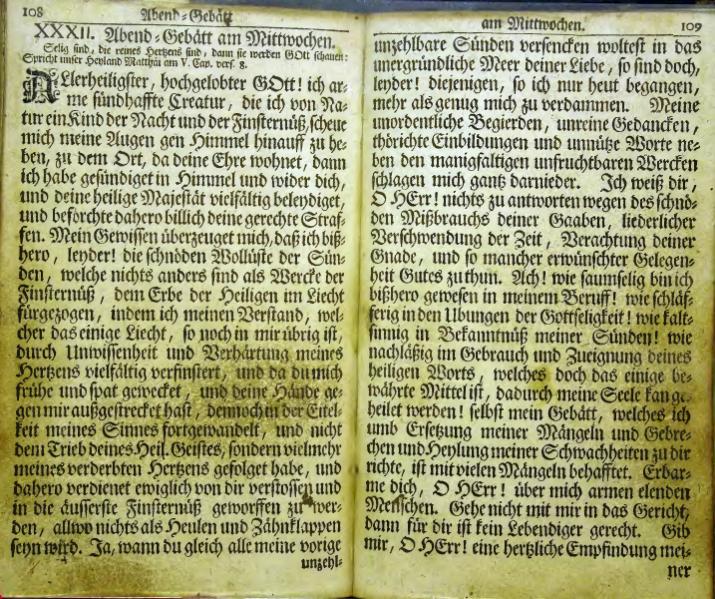 108
Abend-Gebätt
XXXII. Abend-Gebätt am Mittwochen.
Selig sind, die reines Hertzens sind, dann sie werden GOtt schauen:
Spricht unser Heyland Matthäi am V. Cap. vers. 8.
ALlerheiligster, hochgelobter GOtt! ich ar-
me sündhaffte Creatur, die ich von Na-
tur ein Kind der Nacht und der Finsternüß, scheue
mich meine Augen gen Himmel hinauff zu he-
ben, zu dem Ort, da deine Ehre wohnet, dann
ich habe gesündiget in Himmel und wider dich,
und deine heilige Majestät vielfältig beleydiget,
und beförchte dahero billich deine gerechte Straf-
fen. Mein Gewissen überzeuget mich, daß ich biß-
hero, leyder! die schnöden Wollüste der Sün-
den, welche nichts anders sind als Wercke der
Finsternüß, dem Erbe der Heiligen im Liecht
fürgezogen, indem ich meinen Verstand, wel-
cher das einige Liecht, so noch in mir übrig ist,
durch Unwissenheit und Verhärtung meines
Hertzens vielfältig verfinstert, und da du mich
frühe und spat gewecket, und deine Hände ge-
gen mir außgestrecket hast, dennoch in der Eitel-
keit meines Sinnes fortgewandelt, und nicht
dem Trieb deines Heil. Geistes, sondern vielmehr
meines verderbten Hertzens gefolget habe, und
dahero verdienet ewiglich von dir verstossen und
in die äusserste Finsternüß geworffen zu wer-
den, allwo nichts als Heulen und Zähnklappen
seyn wird. Ja, wann du gleich alle meine vorige
unzehl-
am Mittwochen.
109
unzehlbare Sünden versencken woltest in das
unergründliche Meer deiner Liebe, so sind doch,
leyder! diejenigen, so ich nur heut begangen,
mehr als genug mich zu verdammen. Meine
unordentliche Begierden, unreine Gedancken,
thörichte Einbildungen und unnütze Worte ne-
ben den manigfaltigen unfruchtbaren Wercken
schlagen mich gantz darnieder. Ich weiß dir,
O HErr! nichts zu antworten wegen des schnö-
den Mißbrauchs deiner Gaaben, liederlicher
Verschwendung der Zeit, Verachtung deiner
Gnade, und so mancher erwünschter Gelegen-
heit Gutes zu thun. Ach! wie saumselig bin ich
bißhero gewesen in meinem Beruff! wie schläf-
ferig in den Ubungen der Gottseligkeit! wie kalt-
sinnig in Bekanntnüß meiner Sünden! wie
nachläßig im Gebrauch und Zueignung deines
heiligen Worts, welches doch das einige be-
währte Mittel ist, dadurch meine Seele kan ge-
heilet werden! selbst mein Gebätt, welches ich
umb Ersetzung meiner Mängeln und Gebre-
chen und Heylung meiner Schwachheiten zu dir
richte, ist mit vielen Mängeln behafftet. Erbar-
me dich, O HErr! über mich armen elenden
Menschen. Gehe nicht mit mir in das Gericht,
dann für dir ist kein Lebendiger gerecht. Gib
mir, O HErr! eine hertzliche Empfindung mei-
ner